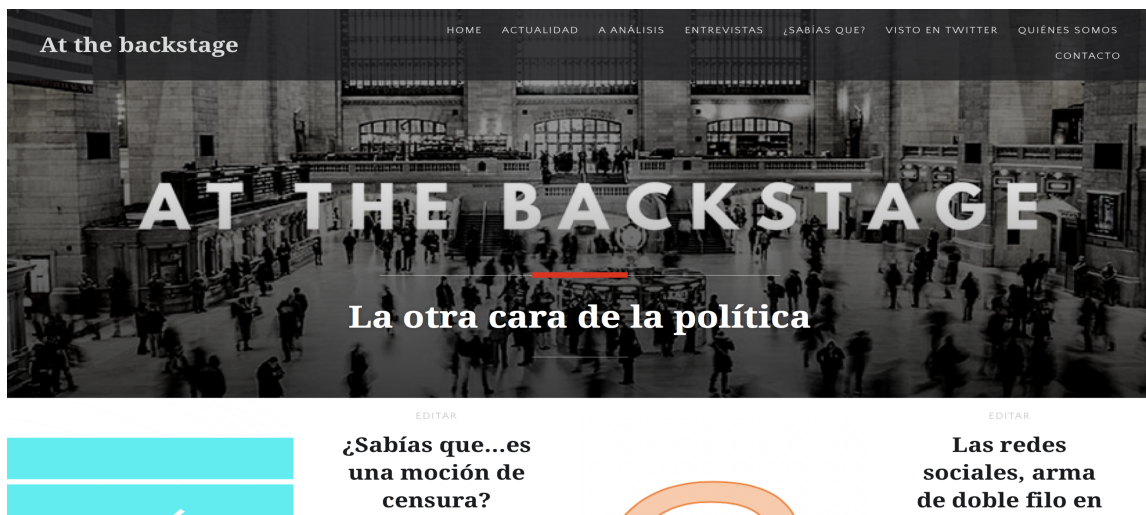 At the backstage
HOME ACTUALIDAD A ANÁLISIS ENTREVISTAS ¿SABÍAS QUE? VISTO EN TWITTER QUIÉNES SOMOS
CONTACTO
AT THE BACKSTAGE
La otra cara de la política
EDITAR
¿Sabías que...es
una moción de
censura?
EDITAR
Las redes
sociales, arma
de doble filo en